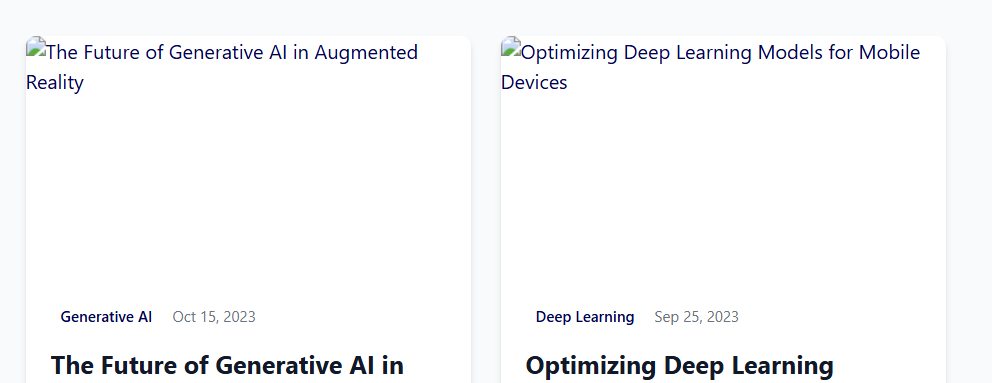 The Future of Generative AI in Augmented
Reality
Generative AI Oct 15, 2023
The Future of Generative AI in
Optimizing Deep Learning Models for Mobile
Devices
Deep Learning Sep 25, 2023
Optimizing Deep Learning